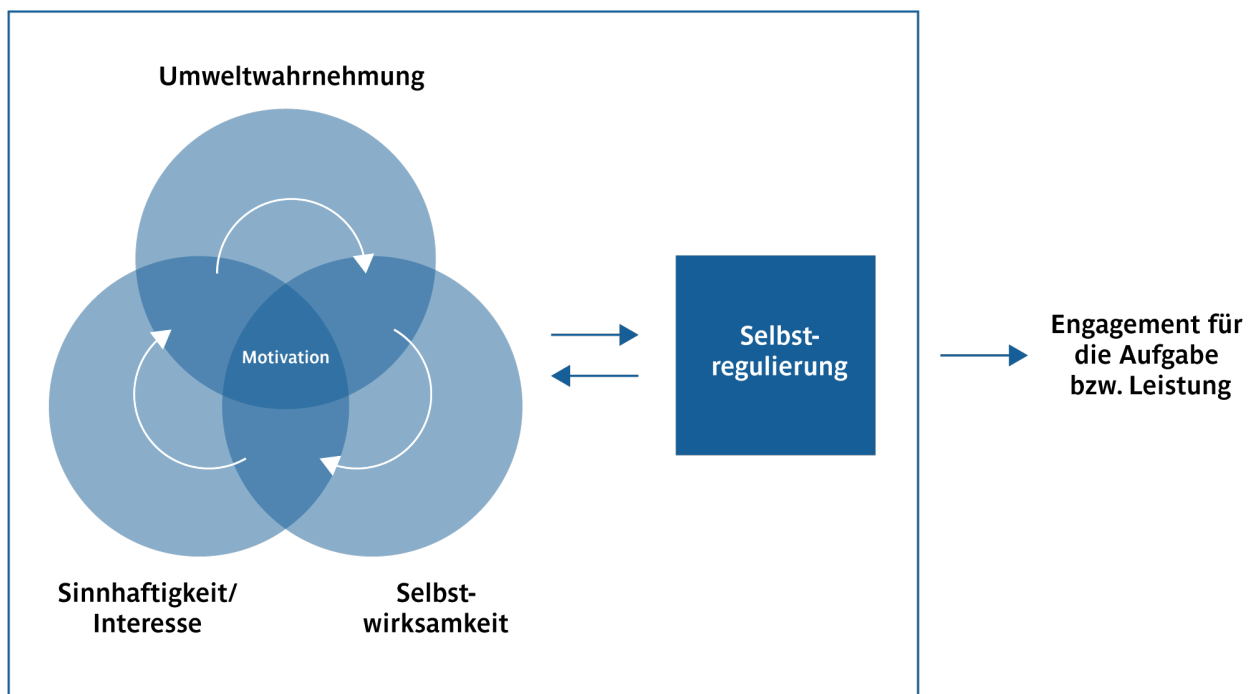 Umweltwahrnehmung
Motivation
Sinnhaftigkeit/
Interesse
Selbst-
wirksamkeit
Selbst-
regulierung
Engagement für
die Aufgabe
bzw. Leistung